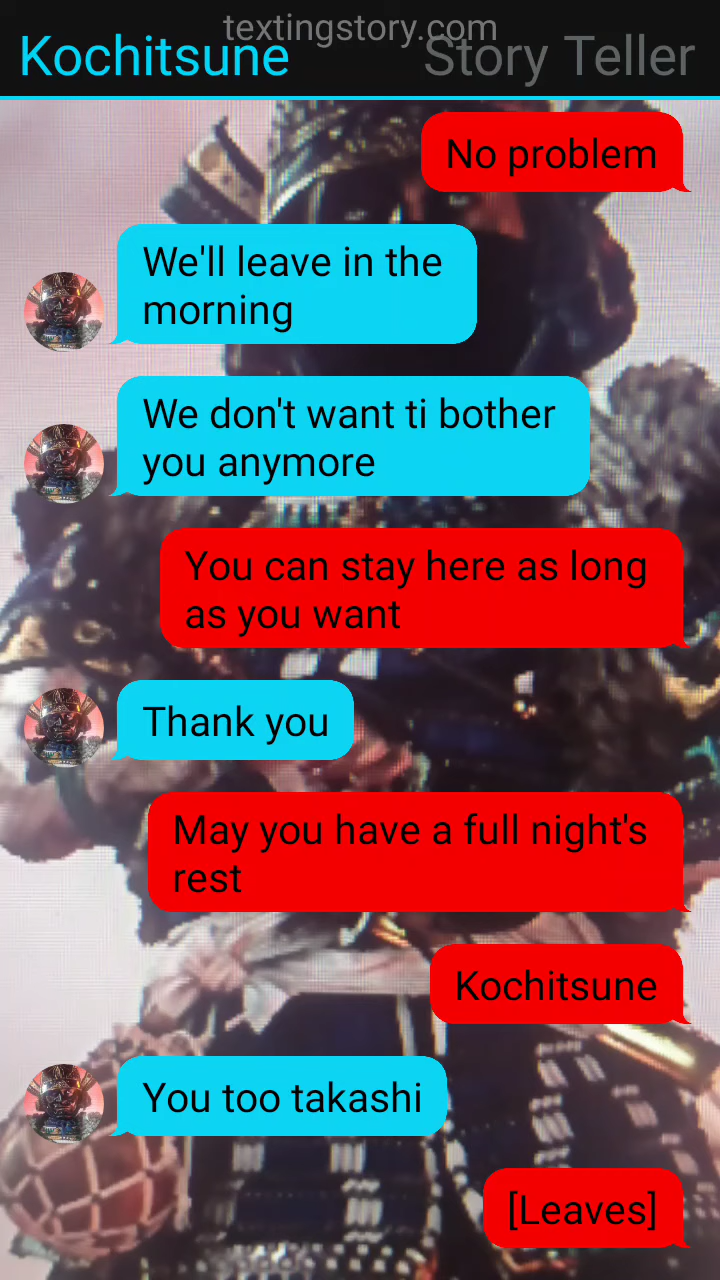 textingstory.com
Kochitsune
Story Teller
No problem
We'll leave in the
morning
We don't want ti bother
you anymore
You can stay here as long
as you want
Thank you
May you have a full night's
rest
Kochitsune
You too takashi
[Leaves]